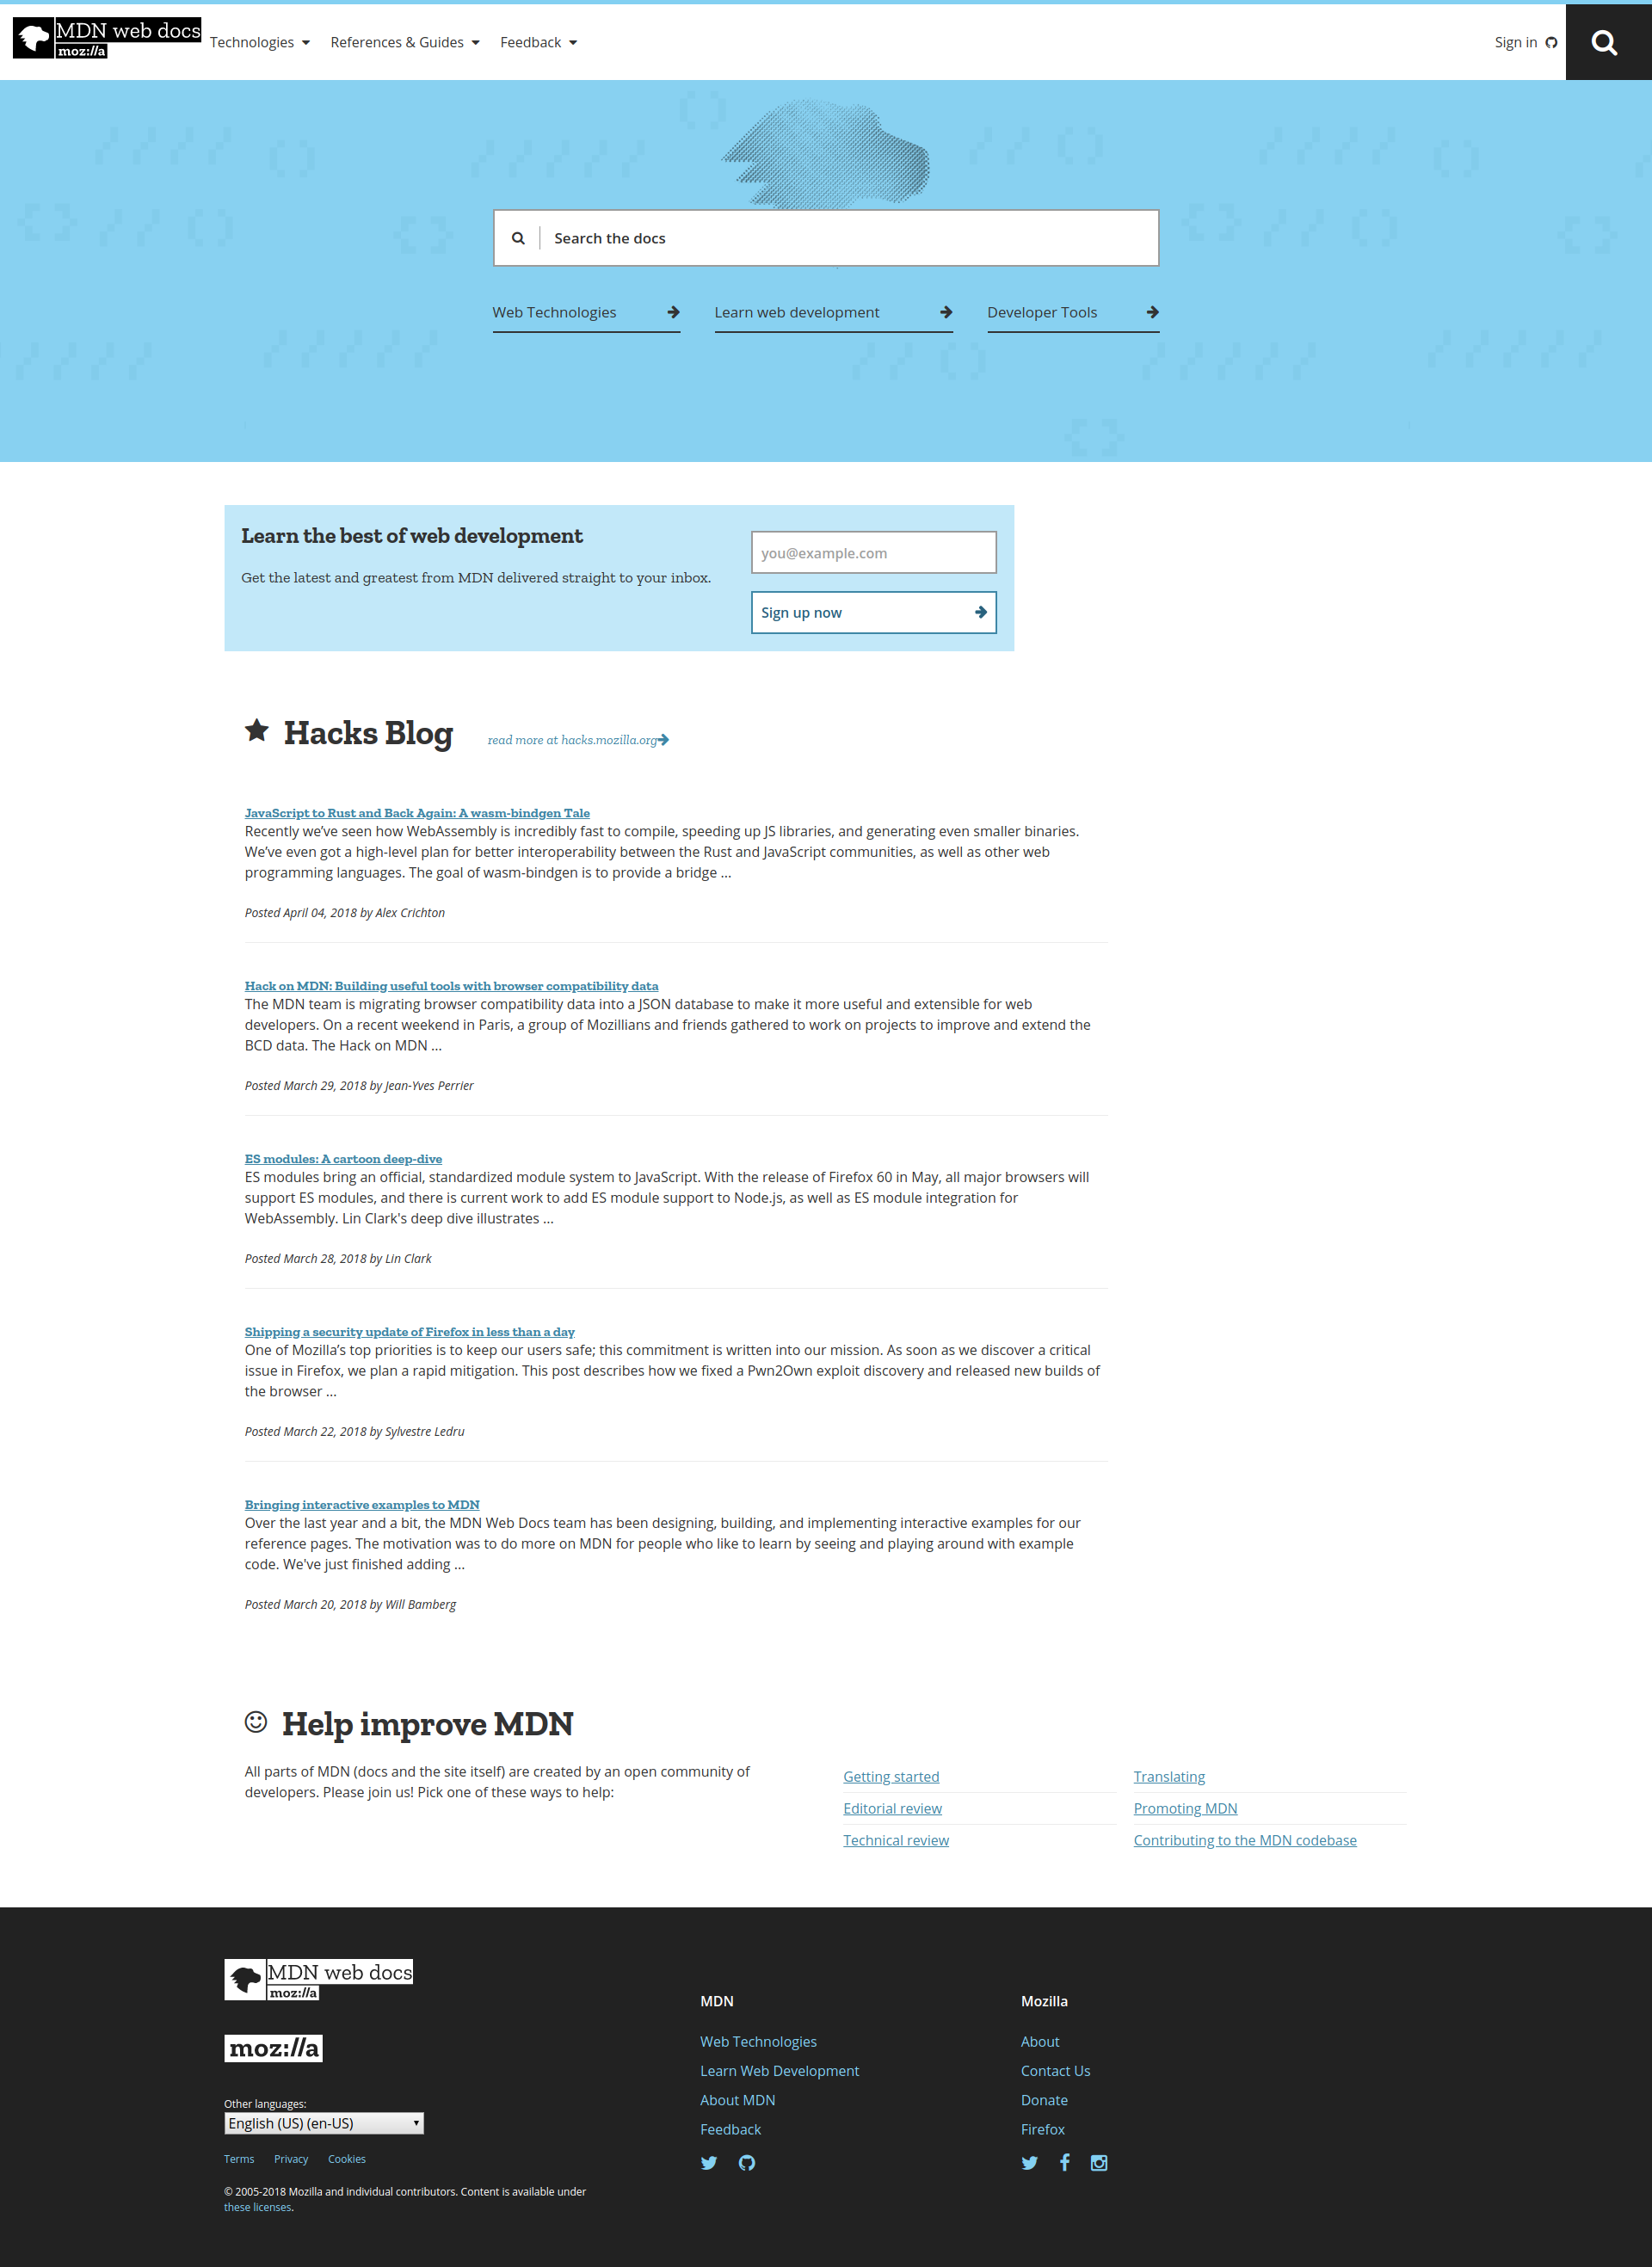 MDN web docs
moz://a
Technologies
References & Guides
Feedback
Sign in
Search the docs
Web Technologies
Learn web development
Developer Tools
Learn the best of web development
Get the latest and greatest from MDN delivered straight to your inbox.
you@example.com
Sign up now
Hacks Blog
read more at hacks.mozilla.org
JavaScript to Rust and Back Again: A wasm-bindgen Tale
Recently we’ve seen how WebAssembly is incredibly fast to compile, speeding up JS libraries, and generating even smaller binaries.
We’ve even got a high-level plan for better interoperability between the Rust and JavaScript communities, as well as other web
programming languages. The goal of wasm-bindgen is to provide a bridge …
Posted April 04, 2018 by Alex Crichton
Hack on MDN: Building useful tools with browser compatibility data
The MDN team is migrating browser compatibility data into a JSON database to make it more useful and extensible for web
developers. On a recent weekend in Paris, a group of Mozillians and friends gathered to work on projects to improve and extend the
BCD data. The Hack on MDN …
Posted March 29, 2018 by Jean-Yves Perrier
ES modules: A cartoon deep-dive
ES modules bring an official, standardized module system to JavaScript. With the release of Firefox 60 in May, all major browsers will
support ES modules, and there is current work to add ES module support to Node.js, as well as ES module integration for
WebAssembly. Lin Clark's deep dive illustrates …
Posted March 28, 2018 by Lin Clark
Shipping a security update of Firefox in less than a day
One of Mozilla’s top priorities is to keep our users safe; this commitment is written into our mission. As soon as we discover a critical
issue in Firefox, we plan a rapid mitigation. This post describes how we fixed a Pwn2Own exploit discovery and released new builds of
the browser …
Posted March 22, 2018 by Sylvestre Ledru
Bringing interactive examples to MDN
Over the last year and a bit, the MDN Web Docs team has been designing, building, and implementing interactive examples for our
reference pages. The motivation was to do more on MDN for people who like to learn by seeing and playing around with example
code. We've just finished adding …
Posted March 20, 2018 by Will Bamberg
Help improve MDN
All parts of MDN (docs and the site itself) are created by an open community of
developers. Please join us! Pick one of these ways to help:
Getting started
Editorial review
Technical review
Translating
Promoting MDN
Contributing to the MDN codebase
MDN web docs
moz://a
moz://a
Other languages:
English (US) (en-US)
Terms
Privacy
Cookies
© 2005-2018 Mozilla and individual contributors. Content is available under
these licenses.
MDN
Web Technologies
Learn Web Development
About MDN
Feedback
Mozilla
About
Contact Us
Donate
Firefox